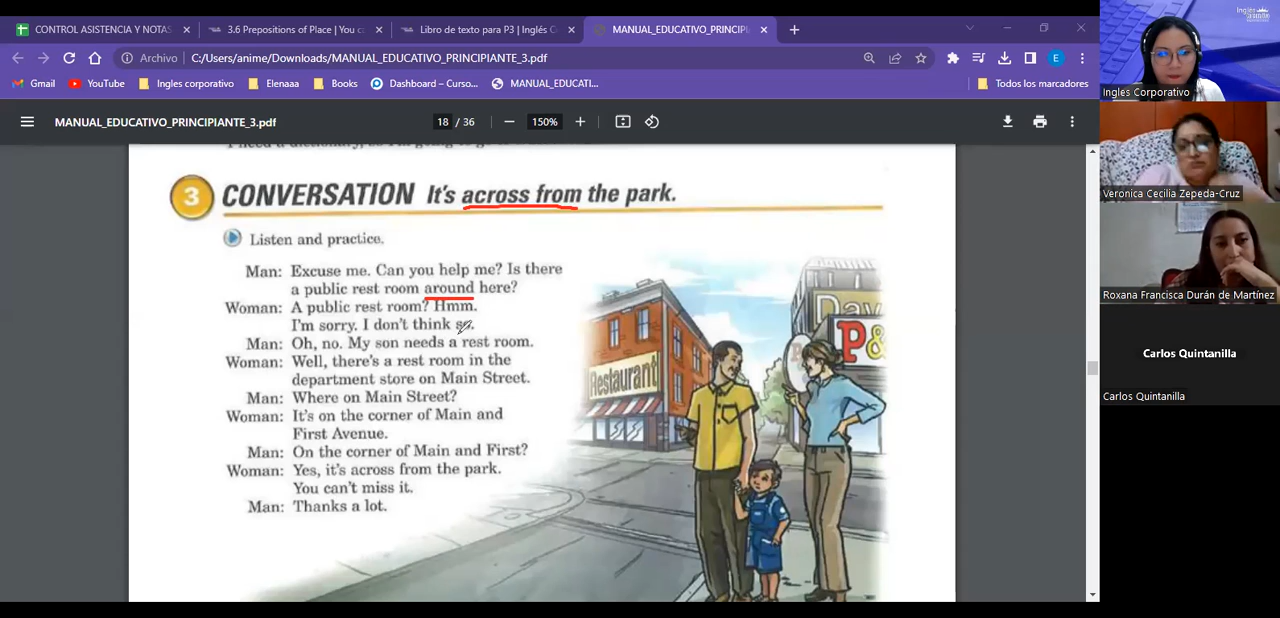 CONTROL ASISTENCIA Y NOTAS
3.6 Prepositions of Place | You c
Libro de texto para P3 | Inglés C
MANUAL_EDUCATIVO_PRINCIPI
Archivo
C:/Users/anime/Downloads/MANUAL_EDUCATIVO_PRINCIPIANTE_3.pdf
E
Gmail
YouTube
Ingles corporativo
Elenaaa
Books
Dashboard – Curso...
MANUAL_EDUCATI...
Todos los marcadores
MANUAL_EDUCATIVO_PRINCIPIANTE_3.pdf
18 / 36
150%
3 CONVERSATION It's across from the park.
Listen and practice.
Man: Excuse me. Can you help me? Is there
a public rest room around here?
Woman: A public rest room? Hmm.
I'm sorry. I don't think so.
Man: Oh, no. My son needs a rest room.
Woman: Well, there's a rest room in the
department store on Main Street.
Man: Where on Main Street?
Woman: It's on the corner of Main and
First Avenue.
Man: On the corner of Main and First?
Woman: Yes, it's across from the park.
You can't miss it.
Man: Thanks a lot.
Restaurant
P&
Ingles
Ingles Corporativo
Veronica Cecilia Zepeda-Cruz
Roxana Francisca Durán de Martínez
Carlos Quintanilla
Carlos Quintanilla